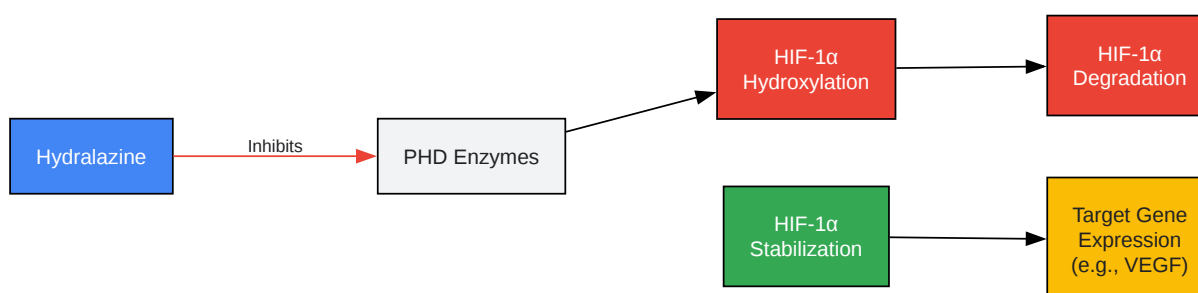 Hydralazine
Inhibits
PHD Enzymes
HIF-1α
Hydroxylation
HIF-1α
Degradation
HIF-1α
Stabilization
Target Gene
Expression
(e.g., VEGF)